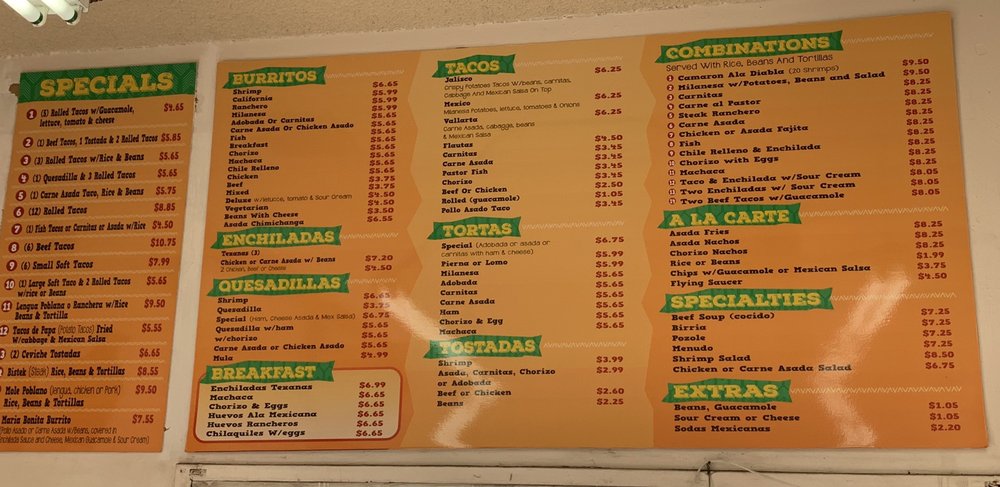 SPECIALS
1 (5) Rolled Tacos w/Guacamole, $4.65
lettuce, tomato & cheese
2 (1) Beef Taco, 1 Tostada & 2 Rolled Tacos $5.85
3 (3) Rolled Tacos w/Rice & Beans $5.65
4 (1) Quesadilla & 3 Rolled Tacos $5.65
5 (1) Carne Asada Taco, Rice & Beans $5.75
6 (12) Rolled Tacos $8.85
7 (1) Fish Tacos or Carnitas or Asada w/Rice $4.50
8 (6) Beef Tacos $10.75
9 (6) Small Soft Tacos $7.99
(1) Large Soft Taco & 2 Rolled Tacos $5.65
w/rice or Beans
11 Lengua Poblano o Ranchera w/Rice $9.50
Beans & Tortilla
12 Tacos de Papa (Potato Tacos) Fried $5.55
W/cabbage & Mexican Salsa
3 (2) Ceviche Tostadas $6.65
Bistek (Steak) Rice, Beans & Tortillas $8.55
Mole Poblano (lengua, chicken or Pork) $9.50
Rice, Beans & Tortillas
Maria Bonita Burrito $7.55
(Pollo Asado or Carne Asada W/Beans, covered in
Enchilada Sauce and Cheese, Mexican Guacamole & Sour Cream)
BURRITOS
Shrimp $6.65
California $5.99
Ranchero $5.99
Milanesa $5.99
Adobada Or Carnitas $5.65
Carne Asada Or Chicken Asado $5.65
Fish $5.65
Breakfast $5.65
Chorizo $5.65
Machaca $5.65
Chile Relleno $5.65
Chicken $3.75
Beef $3.75
Mixed $4.50
Deluxe w/lettuce, tomato & Sour Cream
Vegetarian $4.50
Beans With Cheese $3.50
Asada Chimichanga $6.55
ENCHILADAS
Texanas (3)
Chicken or Carne Asada w/ Beans $7.20
2 Chicken, Beef or Cheese $4.50
QUESADILLAS
Shrimp $6.65
Quesadilla $3.75
Special (Ham, Cheese Asada & Mex Salsa) $6.75
Quesadilla w/ham $5.65
w/chorizo $5.65
Carne Asado or Chicken Asado $5.65
Mula $4.99
BREAKFAST
Enchiladas Texanas $6.99
Machaca $6.65
Chorizo & Eggs $6.65
Huevos Ala Mexicana $6.65
Huevos Rancheros $6.65
Chilaquiles W/eggs $6.65
TACOS
Jalisco $6.25
Crispy Potatoes Tacos W/beans, carnitas,
Cabbage And Mexican Salsa On Top
Mexico $6.25
Milanesa Potatoes, lettuce, tomatoes & Onions
Vallarta $6.25
Carne Asada, cabagge, beans
& Mexican Salsa
Flautas $4.50
Carnitas $3.45
Carne Asada $3.45
Pastor Fish $3.45
Chorizo $3.45
Beef Or Chicken $2.50
Rolled (guacamole) $1.05
Pollo Asado Taco $3.45
TORTAS
Special (Adobada or asada or $6.75
carnitas with ham & cheese)
Pierna or Lomo $5.99
Milanesa $5.99
Adobada $5.65
Carnitas $5.65
Carne Asada $5.65
Ham $5.65
Chorizo & Egg $5.65
Machaca $5.65
TOSTADAS
Shrimp $3.99
Asada, Carnitas, Chorizo $2.99
or Adobada
Beef or Chicken $2.60
Beans $2.25
COMBINATIONS
Served With Rice, Beans And Tortillas
1 Camaron Ala Diabla (20 Shrimps) $9.50
2 Milanesa w/Potatoes, Beans and Salad $9.50
3 Carnitas $8.25
4 Carne al Pastor $8.25
5 Steak Ranchero $8.25
6 Carne Asada $8.25
7 Chicken or Asada Fajita $8.25
8 Fish $8.25
9 Chile Relleno & Enchilada $8.25
10 Chorizo with Eggs $8.25
11 Machaca $8.25
12 Taco & Enchilada w/Sour Cream $8.05
13 Two Enchiladas w/ Sour Cream $8.05
14 Two Beef Tacos w/Guacamole $8.05
A LA CARTE
Asada Fries $8.25
Asada Nachos $8.25
Chorizo Nachos $8.25
Rice or Beans $1.99
Chips w/Guacamole or Mexican Salsa $3.75
Flying Saucer $4.50
SPECIALTIES
Beef Soup (cocido) $7.25
Birria $7.25
Pozole $7.25
Menudo $7.25
Shrimp Salad $8.50
Chicken or Carne Asada Salad $6.75
EXTRAS
Beans, Guacamole $1.05
Sour Cream or Cheese $1.05
Sodas Mexicanas $2.20